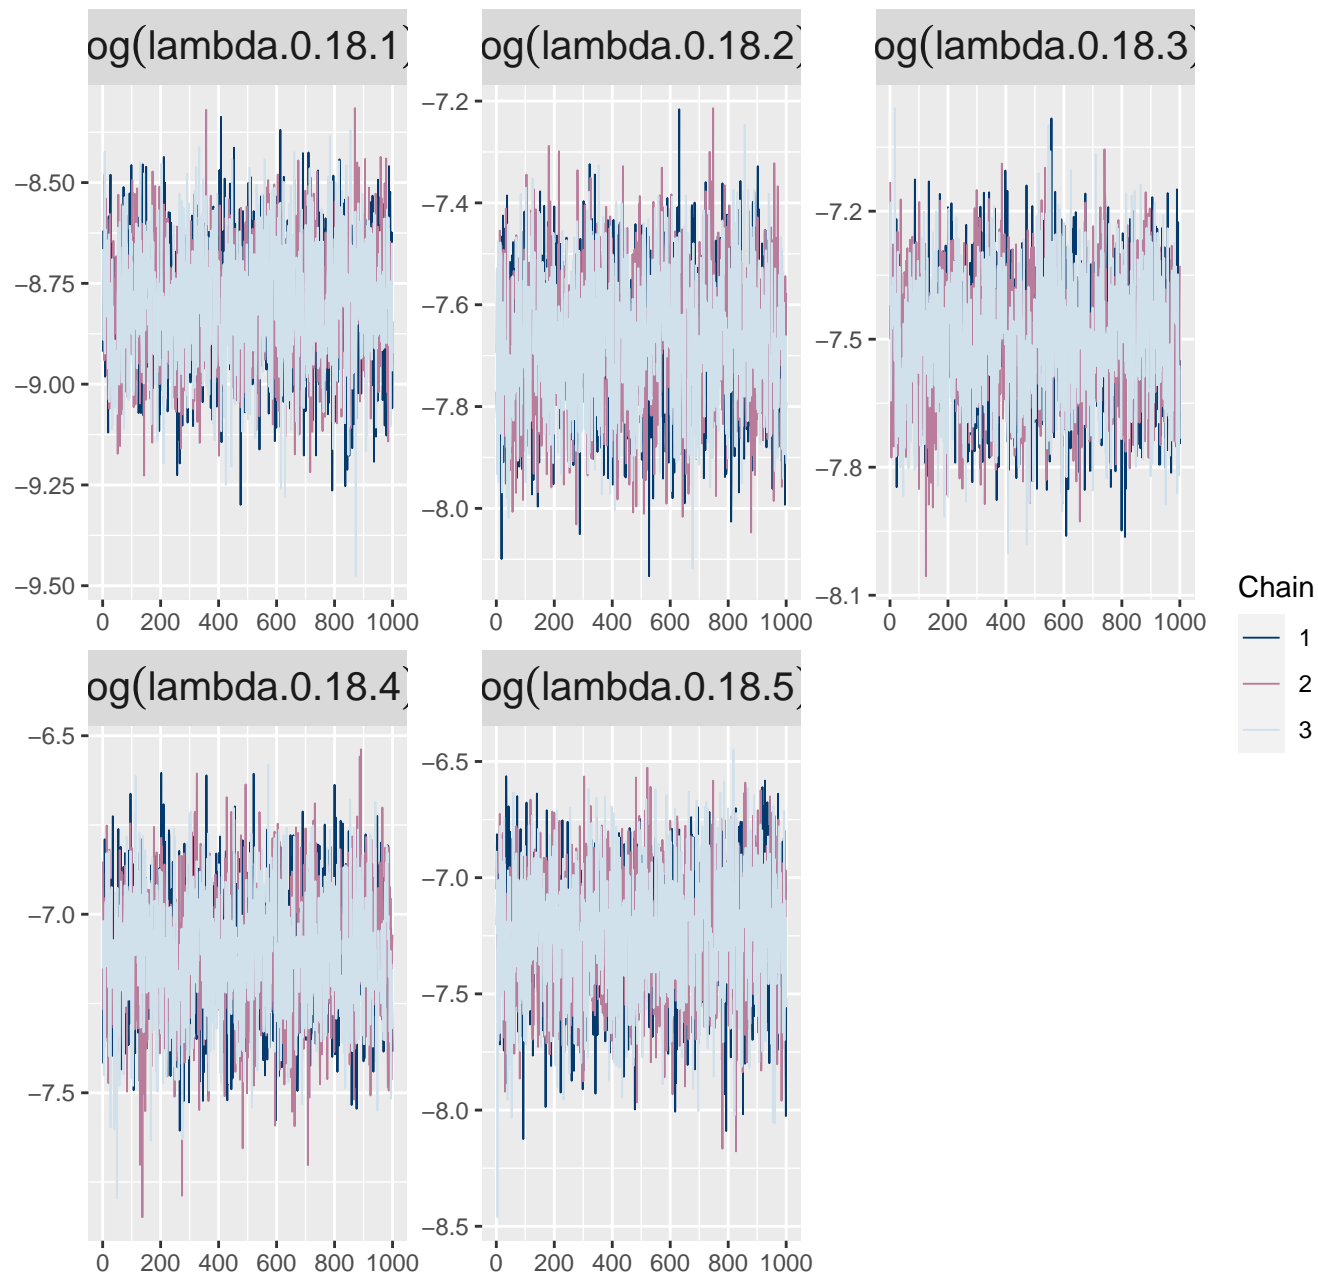 og(lambda.0.18.1)
og(lambda.0.18.2)
og(lambda.0.18.3)
−8.50
−8.75
−9.00
−9.25
−9.50
0 200 400 600 800 1000
−7.2
−7.4
−7.6
−7.8
−8.0
0 200 400 600 800 1000
−7.2
−7.5
−7.8
−8.1
0 200 400 600 800 1000
og(lambda.0.18.4)
og(lambda.0.18.5)
−6.5
−7.0
−7.5
0 200 400 600 800 1000
−6.5
−7.0
−7.5
−8.0
−8.5
0 200 400 600 800 1000
Chain
1
2
3